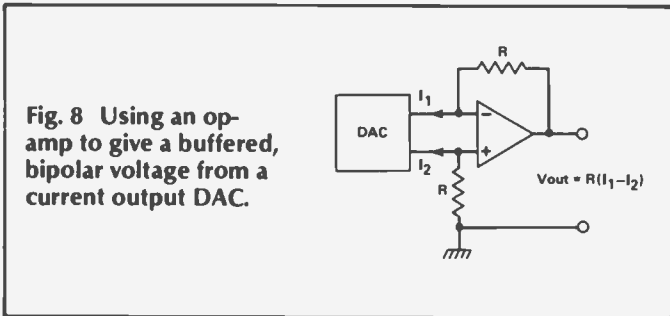 Fig. 8 Using an op-
amp to give a buffered,
bipolar voltage from a
current output DAC.
DAC
I₁
I₂
R
−
+
R
Vout = R(I₁−I₂)